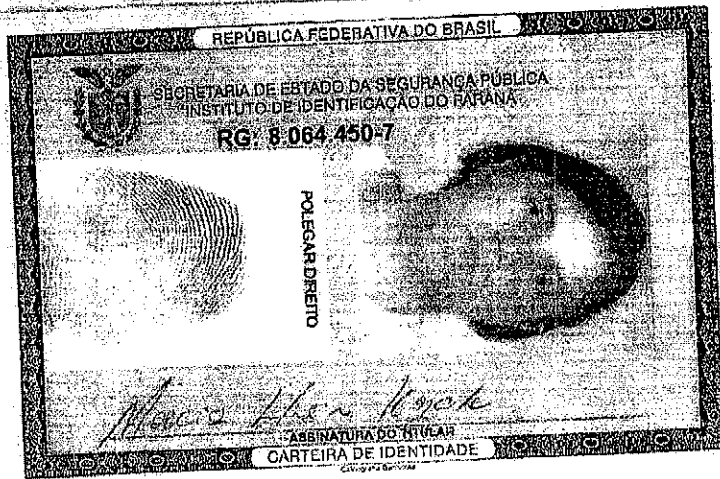 REPÚBLICA FEDERATIVA DO BRASIL
SECRETARIA DE ESTADO DA SEGURANÇA PÚBLICA
INSTITUTO DE IDENTIFICAÇÃO DO PARANÁ
RG: 8.064.450-7
POLEGAR DIREITO
ASSINATURA DO TITULAR
CARTEIRA DE IDENTIDADE